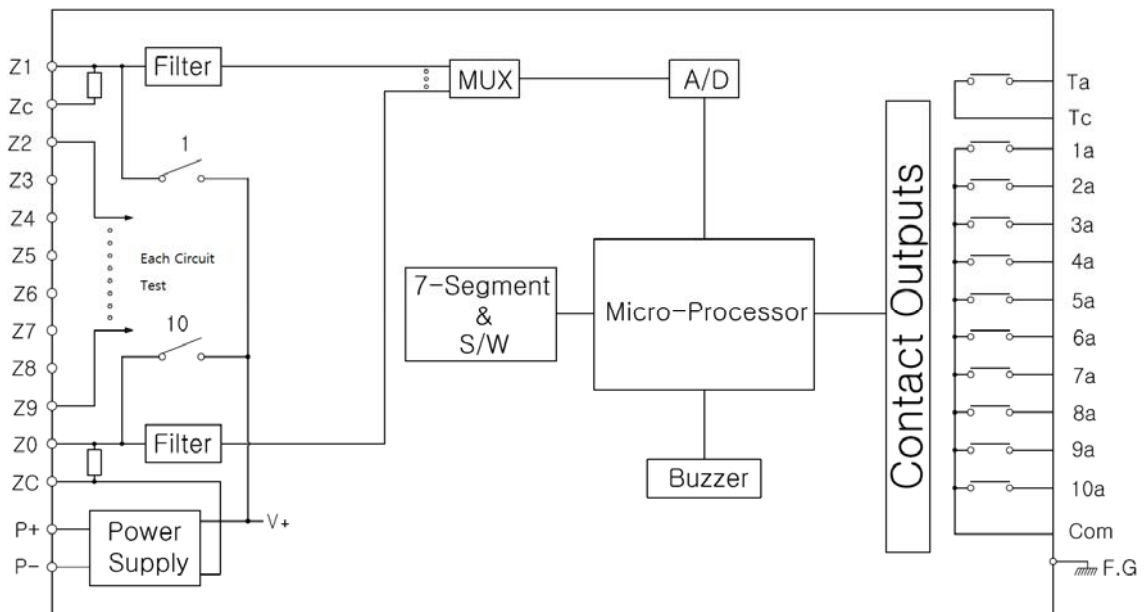 Z1
Zc
Z2
Z3
Z4
Z5
Z6
Z7
Z8
Z9
Z0
ZC
P+
P-
Filter
1
Each Circuit
Test
10
Filter
Power
Supply
V+
MUX
A/D
7-Segment
&
S/W
Micro-Processor
Buzzer
Contact Outputs
Ta
Tc
1a
2a
3a
4a
5a
6a
7a
8a
9a
10a
Com
F.G